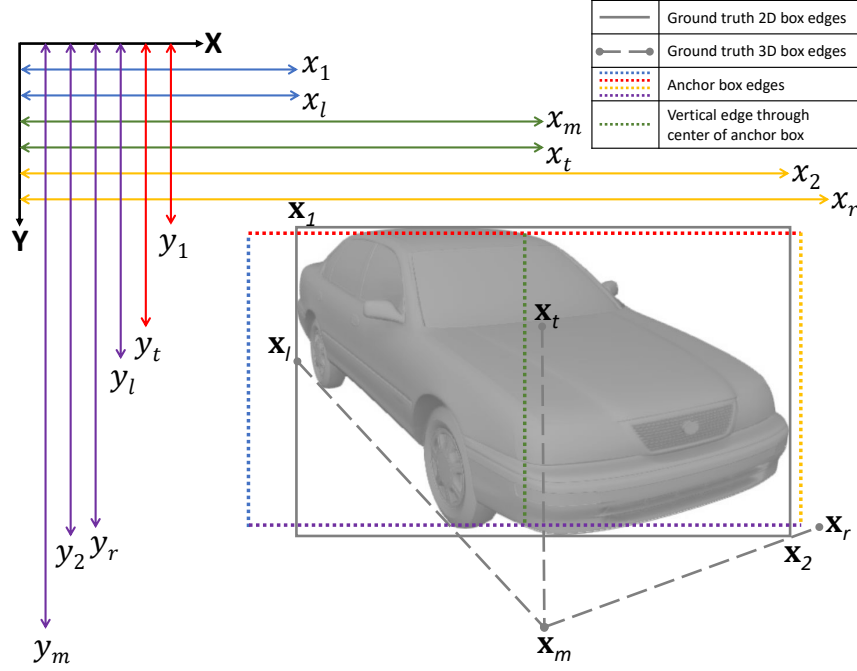 X
Y
x1
xl
xm
xt
x2
xr
y1
yt
yl
y2
yr
ym
Ground truth 2D box edges
Ground truth 3D box edges
Anchor box edges
Vertical edge through
center of anchor box
x1
xt
xl
xr
x2
xm